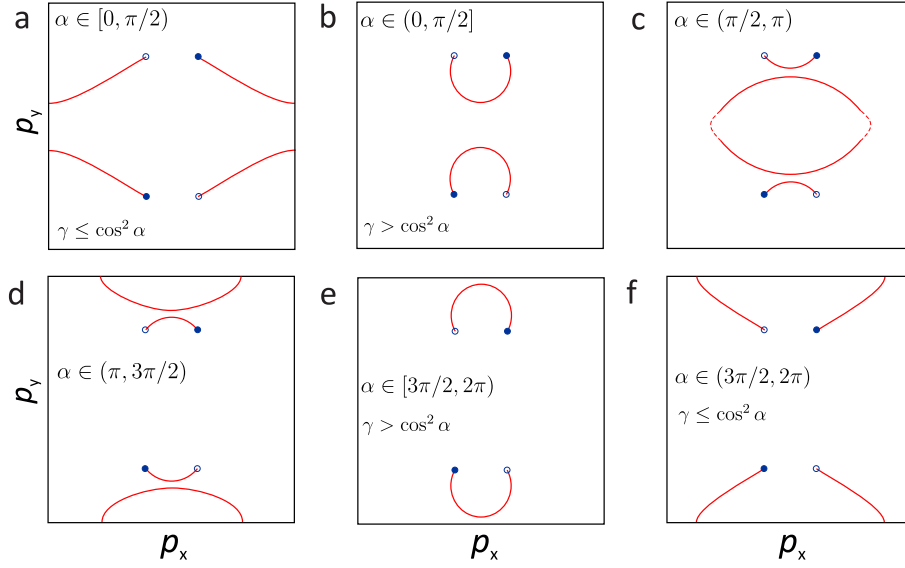 a
α ∈ [0, π/2)
γ ≤ cos² α
b
α ∈ (0, π/2]
γ > cos² α
c
α ∈ (π/2, π)
p_y
d
α ∈ (π, 3π/2)
e
α ∈ [3π/2, 2π)
γ > cos² α
f
α ∈ (3π/2, 2π)
γ ≤ cos² α
p_y
p_x
p_x
p_x